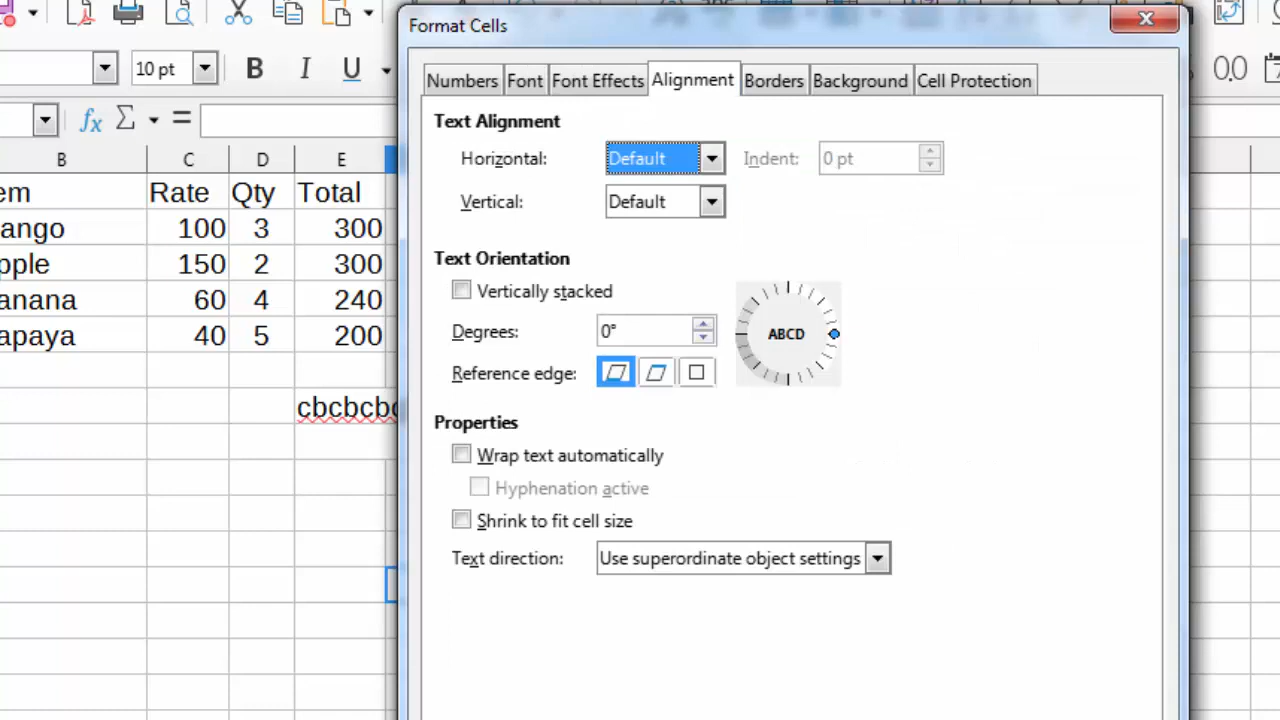 Format Cells
10 pt
B I U
fx Σ =
0.0
Numbers Font Font Effects Alignment Borders Background Cell Protection
B C D E
em Rate Qty Total
ango 100 3 300
pple 150 2 300
anana 60 4 240
apaya 40 5 200
cbcbcb
Text Alignment
Horizontal: Default Indent: 0 pt
Vertical: Default
Text Orientation
Vertically stacked
Degrees: 0°
ABCD
Reference edge:
Properties
Wrap text automatically
Hyphenation active
Shrink to fit cell size
Text direction: Use superordinate object settings